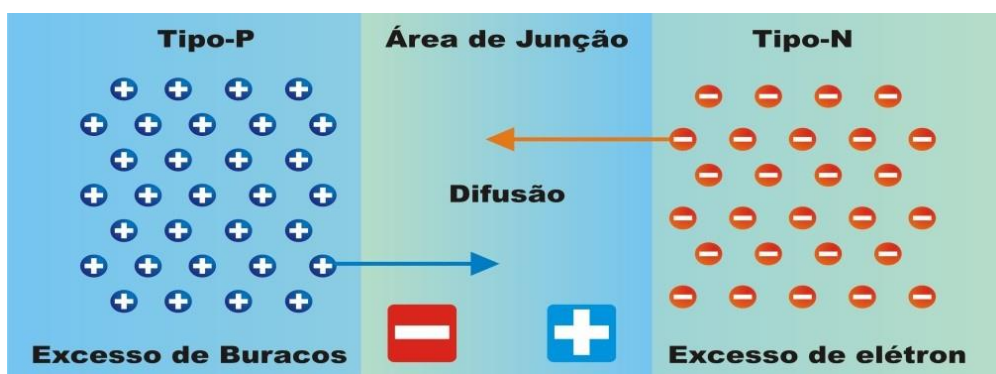 Tipo-P
Área de Junção
Tipo-N
Difusão
Excesso de Buracos
Excesso de elétron